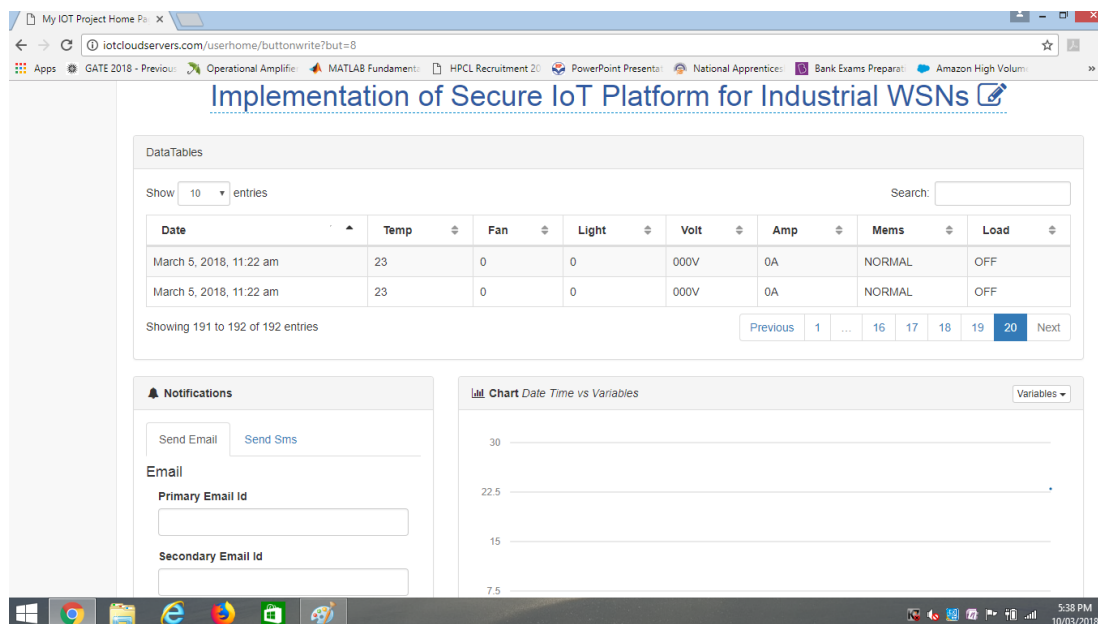 My IOT Project Home Pa
iotcloudservers.com/userhome/buttonwrite?but=8
Apps GATE 2018 - Previous Operational Amplifie MATLAB Fundamenta HPCL Recruitment 20 PowerPoint Presentat National Apprentices Bank Exams Preparati Amazon High Volum »
Implementation of Secure IoT Platform for Industrial WSNs
DataTables
Show 10 entries Search:
Date Temp Fan Light Volt Amp Mems Load
March 5, 2018, 11:22 am 23 0 0 000V 0A NORMAL OFF
March 5, 2018, 11:22 am 23 0 0 000V 0A NORMAL OFF
Showing 191 to 192 of 192 entries Previous 1 ... 16 17 18 19 20 Next
Notifications
Chart Date Time vs Variables Variables
Send Email Send Sms
Email
Primary Email Id
Secondary Email Id
30
22.5
15
7.5
5:38 PM
10/03/2018